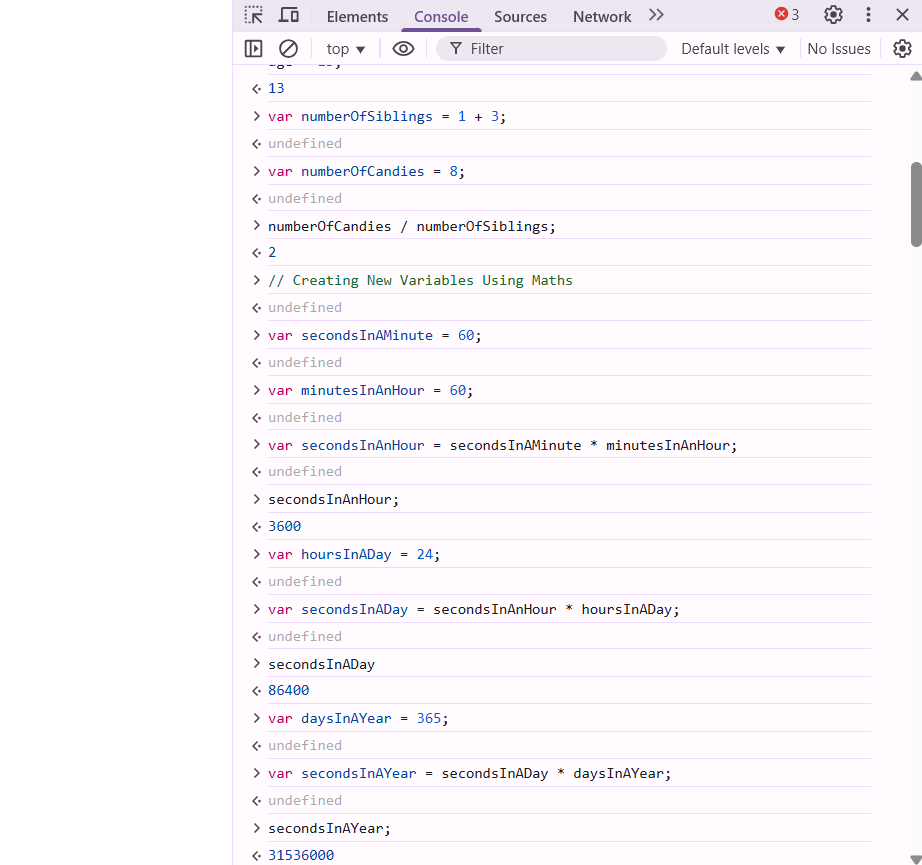 Elements Console Sources Network 3
top Filter Default levels No Issues
13
var numberOfSiblings = 1 + 3;
undefined
var numberOfCandies = 8;
undefined
numberOfCandies / numberOfSiblings;
2
// Creating New Variables Using Maths
undefined
var secondsInAMinute = 60;
undefined
var minutesInAnHour = 60;
undefined
var secondsInAnHour = secondsInAMinute * minutesInAnHour;
undefined
secondsInAnHour;
3600
var hoursInADay = 24;
undefined
var secondsInADay = secondsInAnHour * hoursInADay;
undefined
secondsInADay
86400
var daysInAYear = 365;
undefined
var secondsInAYear = secondsInADay * daysInAYear;
undefined
secondsInAYear;
31536000